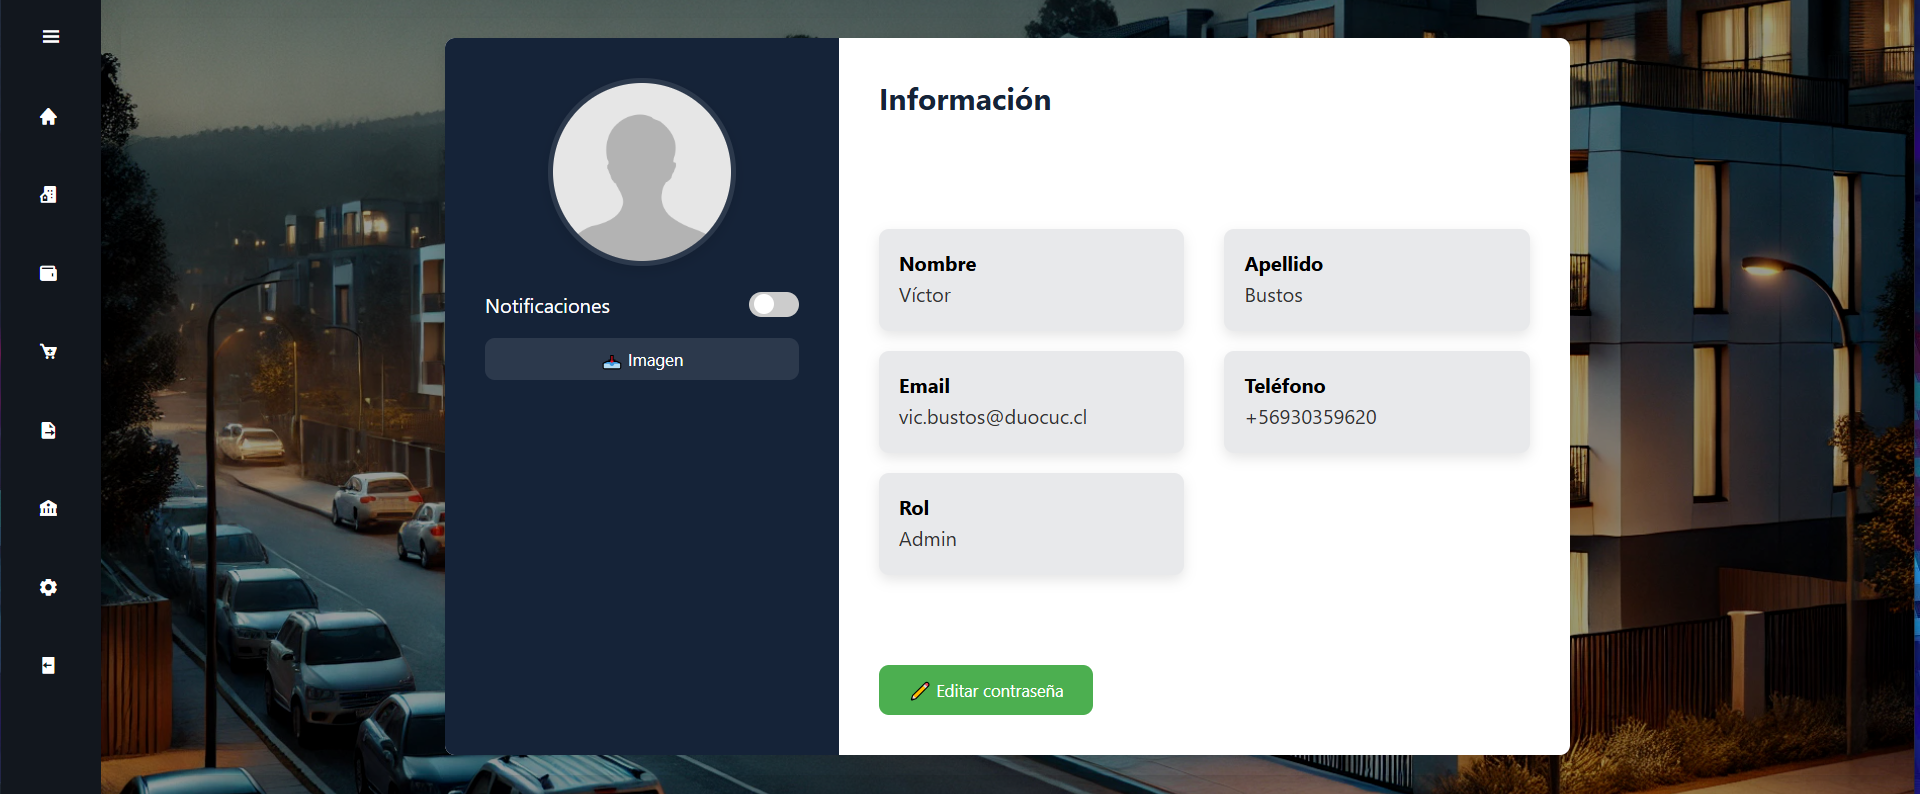 Notificaciones
Imagen
Información
Nombre
Víctor
Apellido
Bustos
Email
vic.bustos@duocuc.cl
Teléfono
+56930359620
Rol
Admin
Editar contraseña